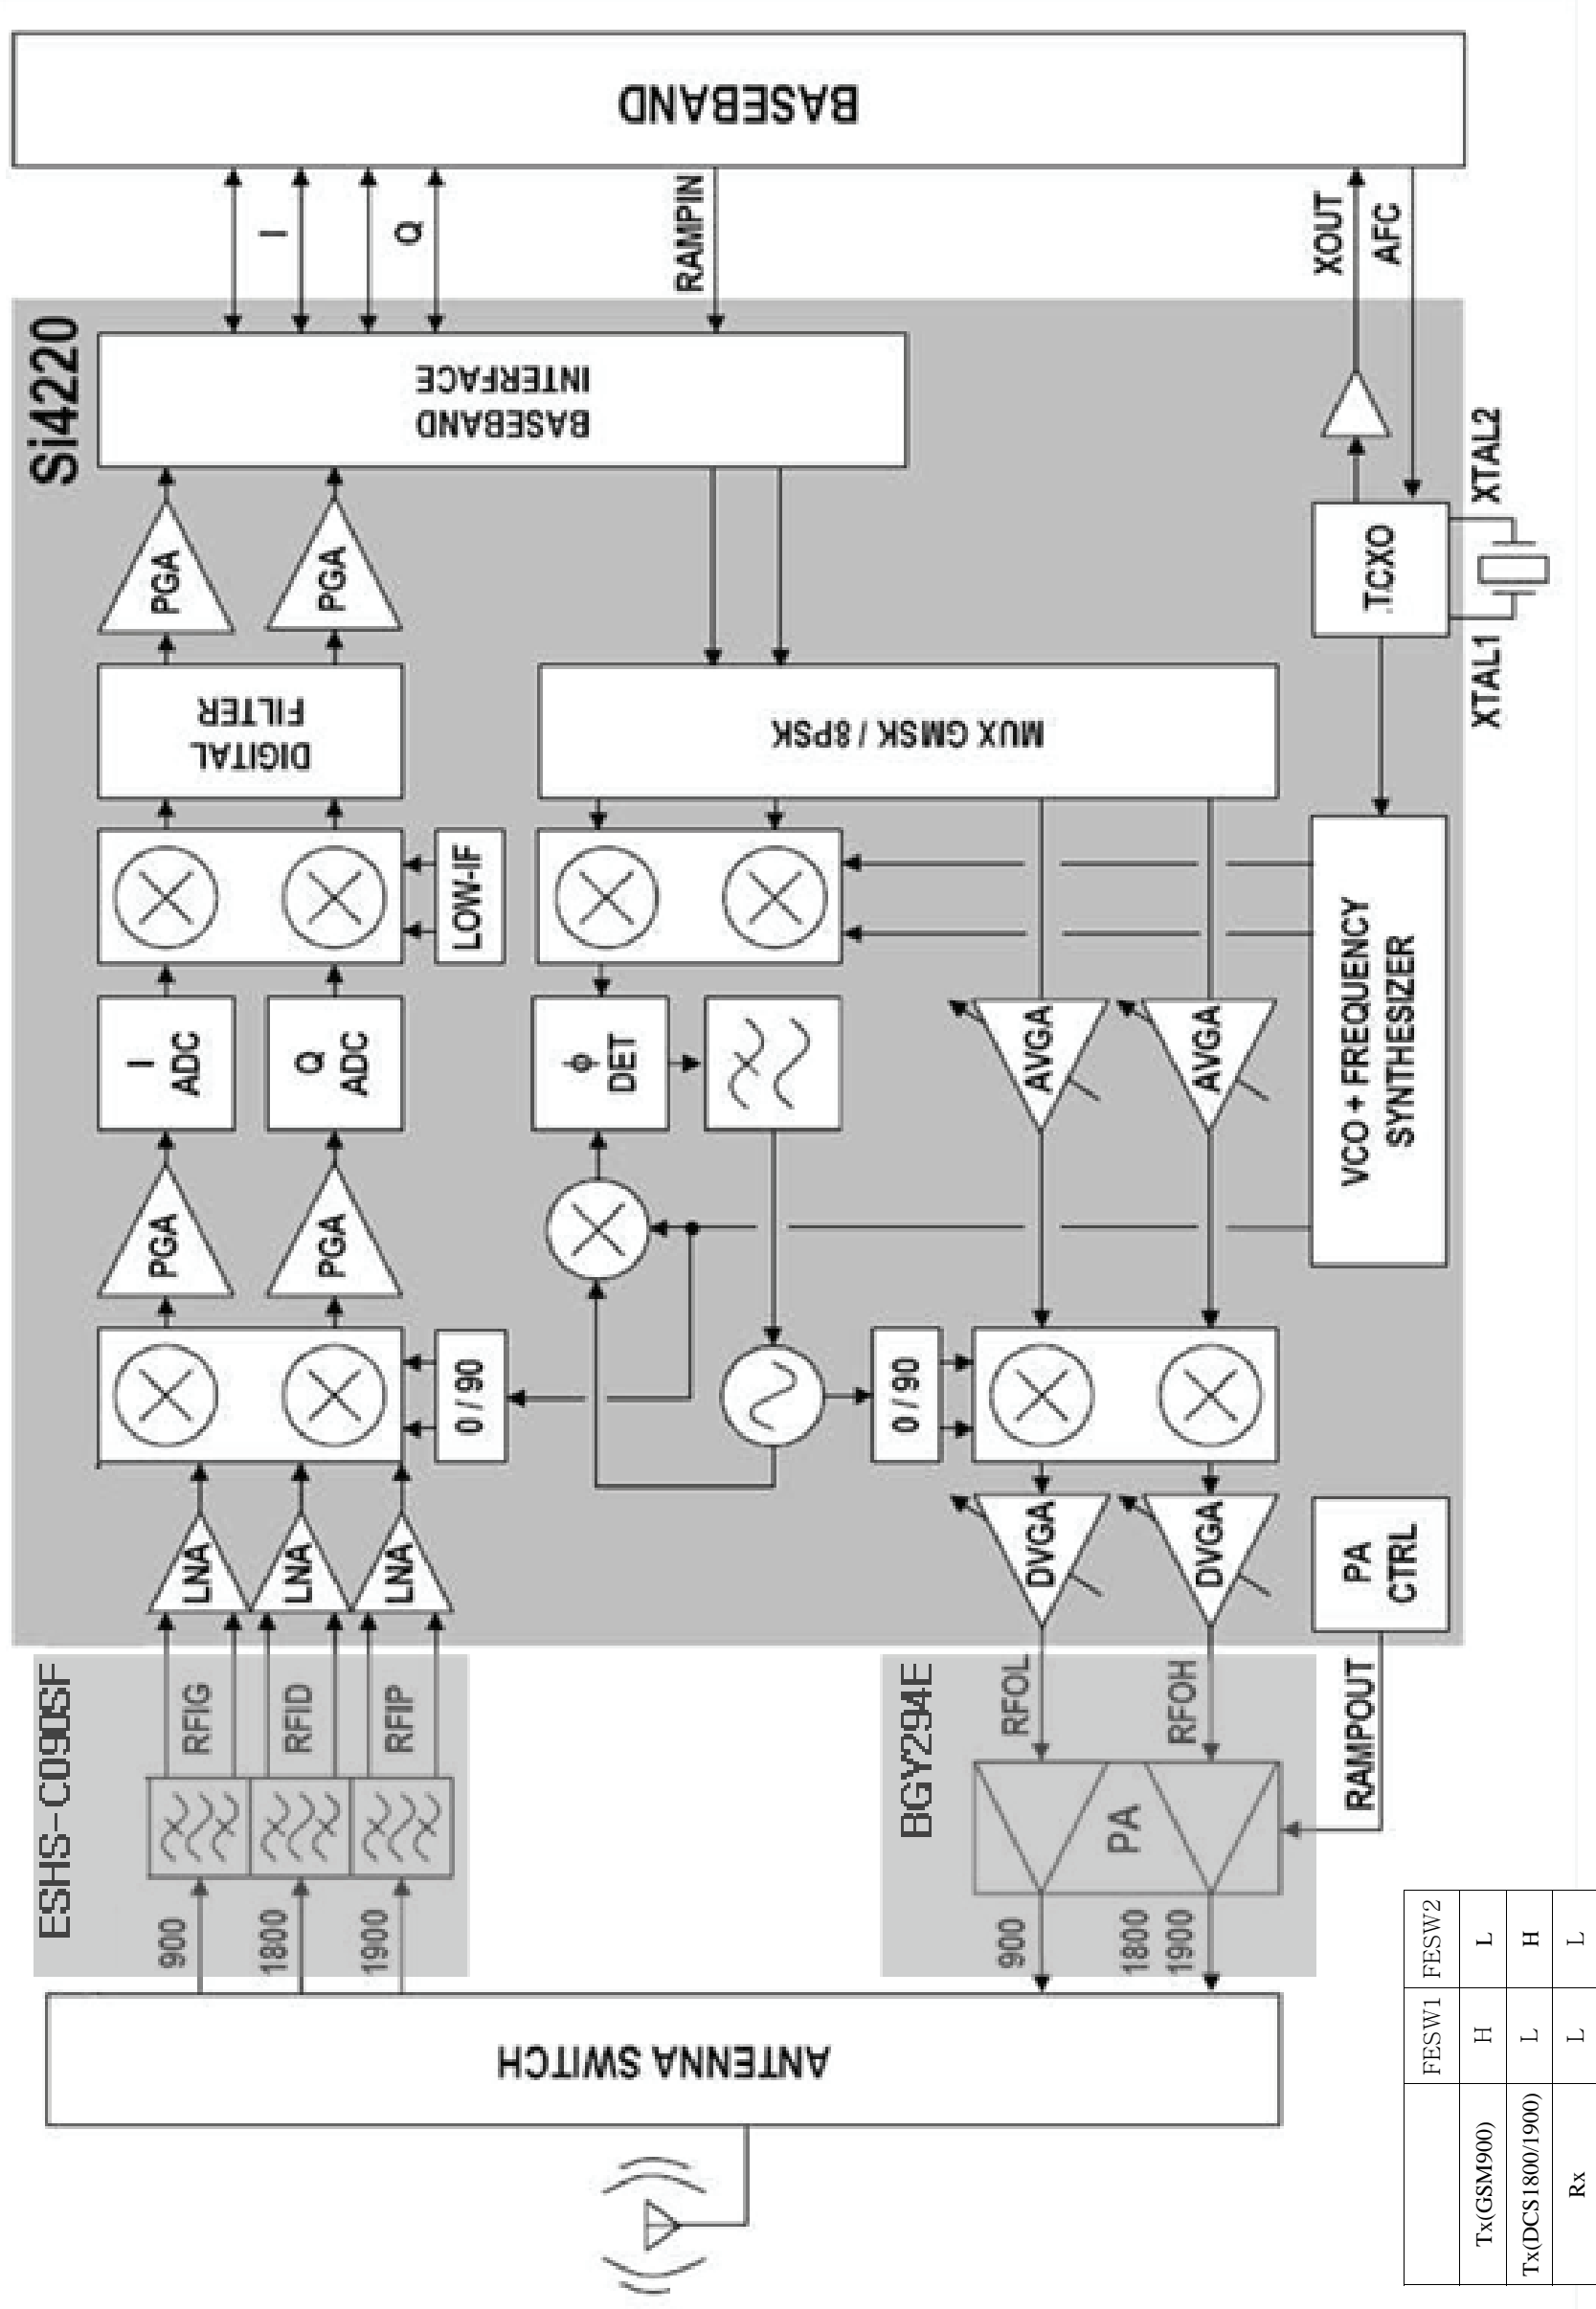 ESHS-C090SF
Si4220
900
RFIG
LNA
PGA
I
ADC
DIGITAL
FILTER
PGA
1800
RFID
LNA
PGA
Q
ADC
PGA
1900
RFIP
LNA
0 / 90
LOW-IF
BASEBAND
INTERFACE
I
Q
RAMPIN
BASEBAND
ANTENNA SWITCH
ϕ
DET
MUX GMSK / 8PSK
BGY294E
0 / 90
900
RFOL
DVGA
AVGA
PA
1800
1900
RFOH
DVGA
AVGA
RAMPOUT
PA
CTRL
VCO + FREQUENCY
SYNTHESIZER
.TCXO
XOUT
AFC
XTAL1
XTAL2
FESW1 FESW2
Tx(GSM900) H L
Tx(DCS1800/1900) L H
Rx L L